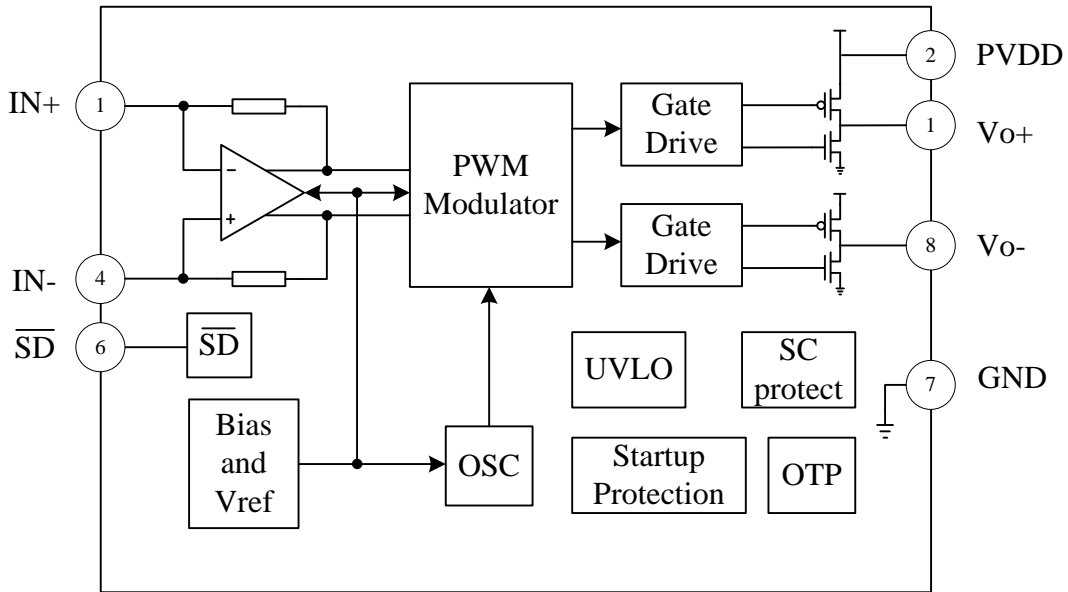 IN+
1
IN-
4
SD
6
SD
Bias
and
Vref
−
+
PWM
Modulator
OSC
Gate
Drive
Gate
Drive
UVLO
SC
protect
Startup
Protection
OTP
2
PVDD
1
Vo+
8
Vo-
7
GND